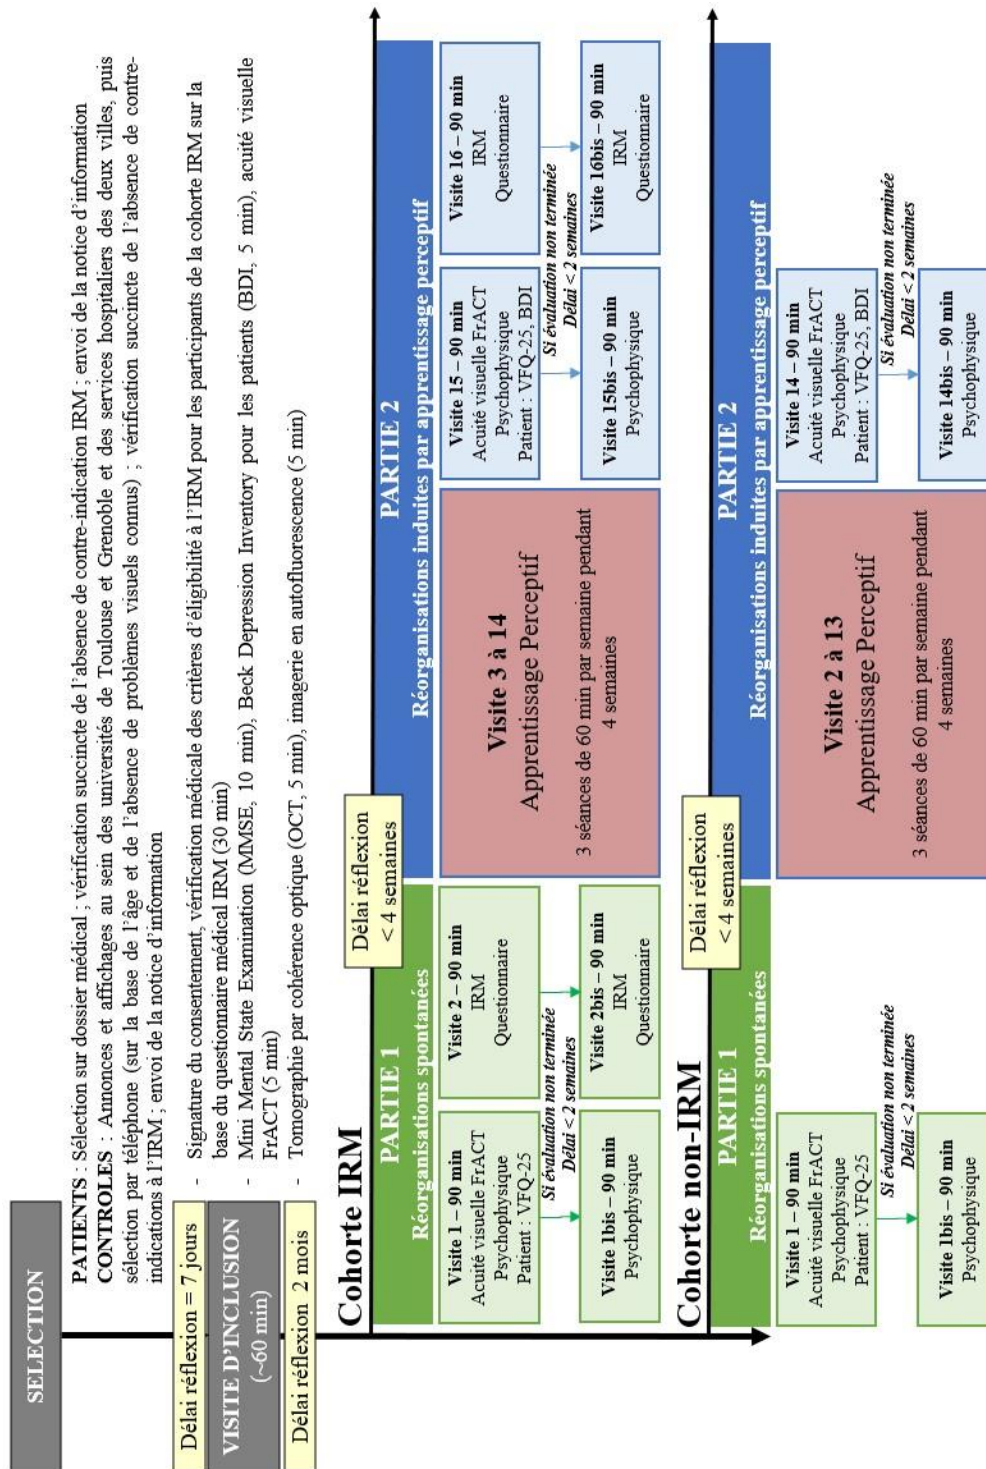 SELECTION
PATIENTS : Sélection sur dossier médical ; vérification succincte de l'absence de contre-indication IRM ; envoi de la notice d'information
CONTROLES : Annonces et affichages au sein des universités de Toulouse et Grenoble et des services hospitaliers des deux villes, puis
sélection par téléphone (sur la base de l'âge et de l'absence de problèmes visuels connus) ; vérification succincte de l'absence de contre-
indications à l'IRM ; envoi de la notice d'information
Délai réflexion = 7 jours
VISITE D'INCLUSION
(~60 min)
- Signature du consentement, vérification médicale des critères d'éligibilité à l'IRM pour les participants de la cohorte IRM sur la
base du questionnaire médical IRM (30 min)
- Mini Mental State Examination (MMSE, 10 min), Beck Depression Inventory pour les patients (BDI, 5 min), acuité visuelle
FrACT (5 min)
- Tomographie par cohérence optique (OCT, 5 min), imagerie en autofluorescence (5 min)
Délai réflexion 2 mois
Cohorte IRM
Délai réflexion
< 4 semaines
PARTIE 1
Réorganisations spontanées
Visite 1 – 90 min
Acuité visuelle FrACT
Psychophysique
Patient : VFQ-25
Visite 2 – 90 min
IRM
Questionnaire
Si évaluation non terminée
Délai < 2 semaines
Visite 1bis – 90 min
Psychophysique
Visite 2bis – 90 min
IRM
Questionnaire
PARTIE 2
Réorganisations induites par apprentissage perceptif
Visite 3 à 14
Apprentissage Perceptif
3 séances de 60 min par semaine pendant
4 semaines
Visite 15 – 90 min
Acuité visuelle FrACT
Psychophysique
Patient : VFQ-25, BDI
Visite 16 – 90 min
IRM
Questionnaire
Si évaluation non terminée
Délai < 2 semaines
Visite 15bis – 90 min
Psychophysique
Visite 16bis – 90 min
IRM
Questionnaire
Cohorte non-IRM
Délai réflexion
< 4 semaines
PARTIE 1
Réorganisations spontanées
Visite 1 – 90 min
Acuité visuelle FrACT
Psychophysique
Patient : VFQ-25
Si évaluation non terminée
Délai < 2 semaines
Visite 1bis – 90 min
Psychophysique
PARTIE 2
Réorganisations induites par apprentissage perceptif
Visite 2 à 13
Apprentissage Perceptif
3 séances de 60 min par semaine pendant
4 semaines
Visite 14 – 90 min
Acuité visuelle FrACT
Psychophysique
Patient : VFQ-25, BDI
Si évaluation non terminée
Délai < 2 semaines
Visite 14bis – 90 min
Psychophysique